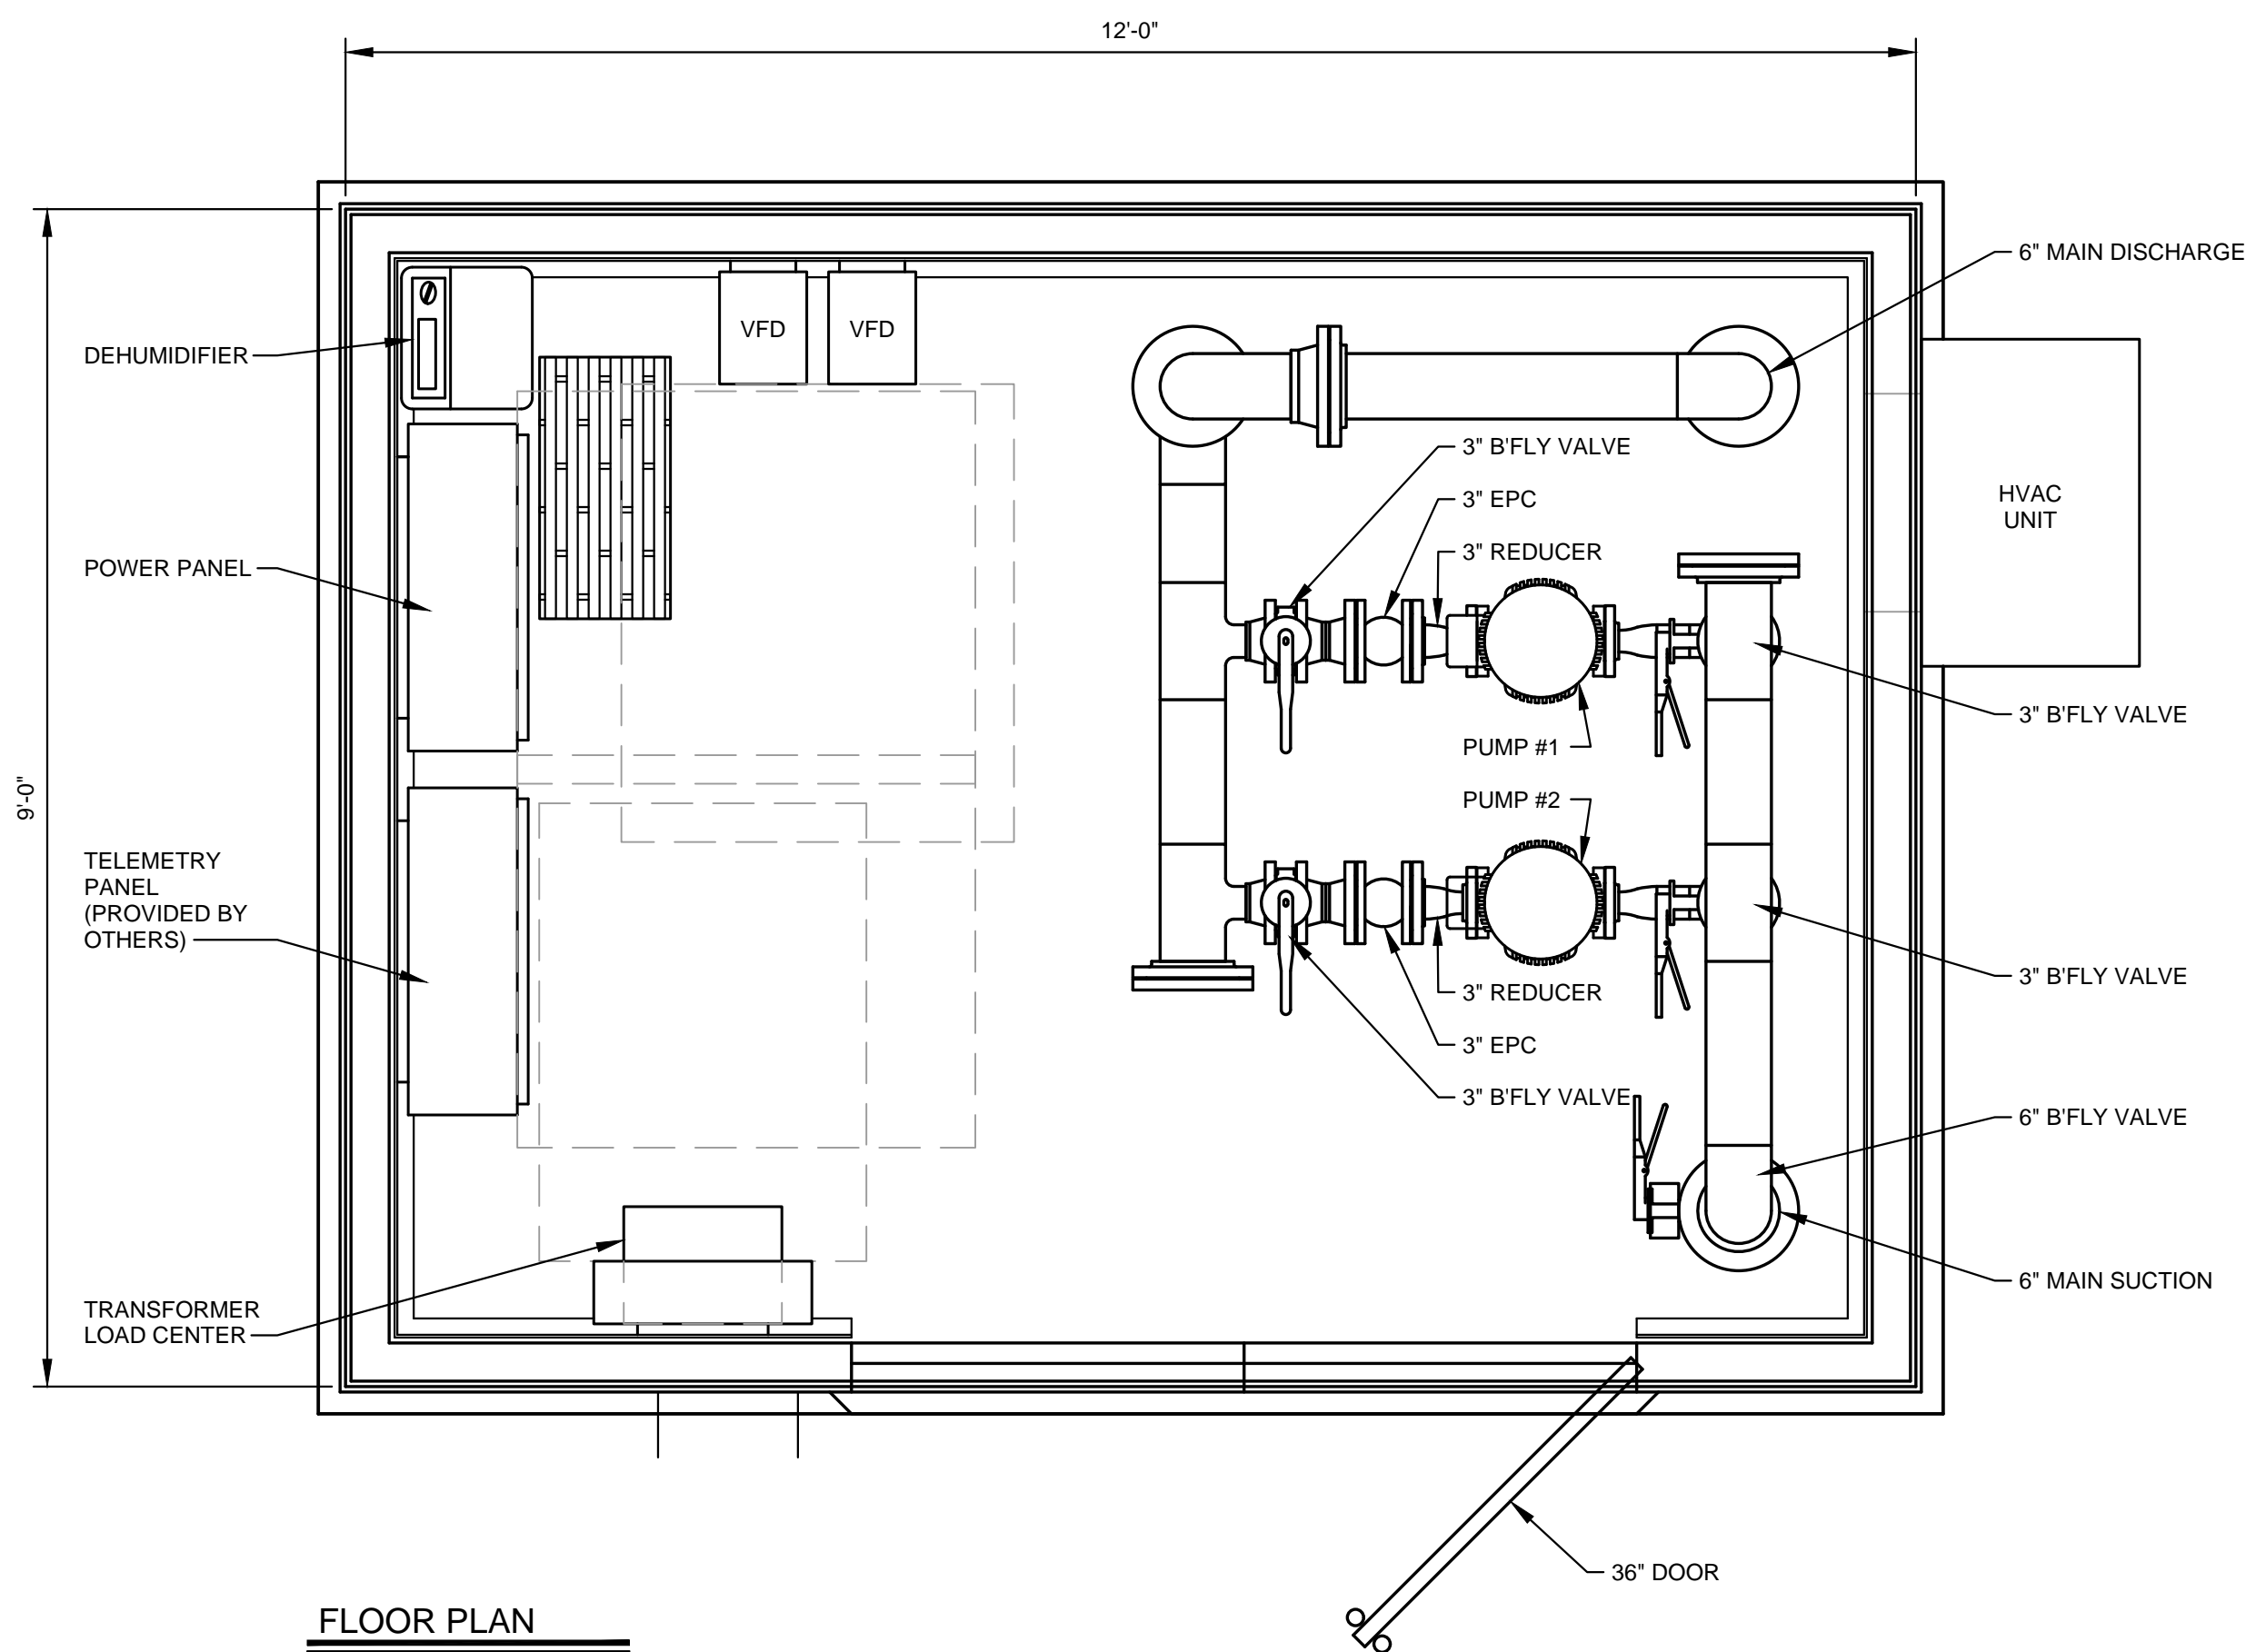 12'-0"
6" MAIN DISCHARGE
VFD
VFD
DEHUMIDIFIER
3" B'FLY VALVE
3" EPC
HVAC
UNIT
3" REDUCER
POWER PANEL
3" B'FLY VALVE
PUMP #1
9'-0"
PUMP #2
TELEMETRY
PANEL
(PROVIDED BY
OTHERS)
3" B'FLY VALVE
3" REDUCER
3" EPC
3" B'FLY VALVE
6" B'FLY VALVE
6" MAIN SUCTION
TRANSFORMER
LOAD CENTER
36" DOOR
FLOOR PLAN